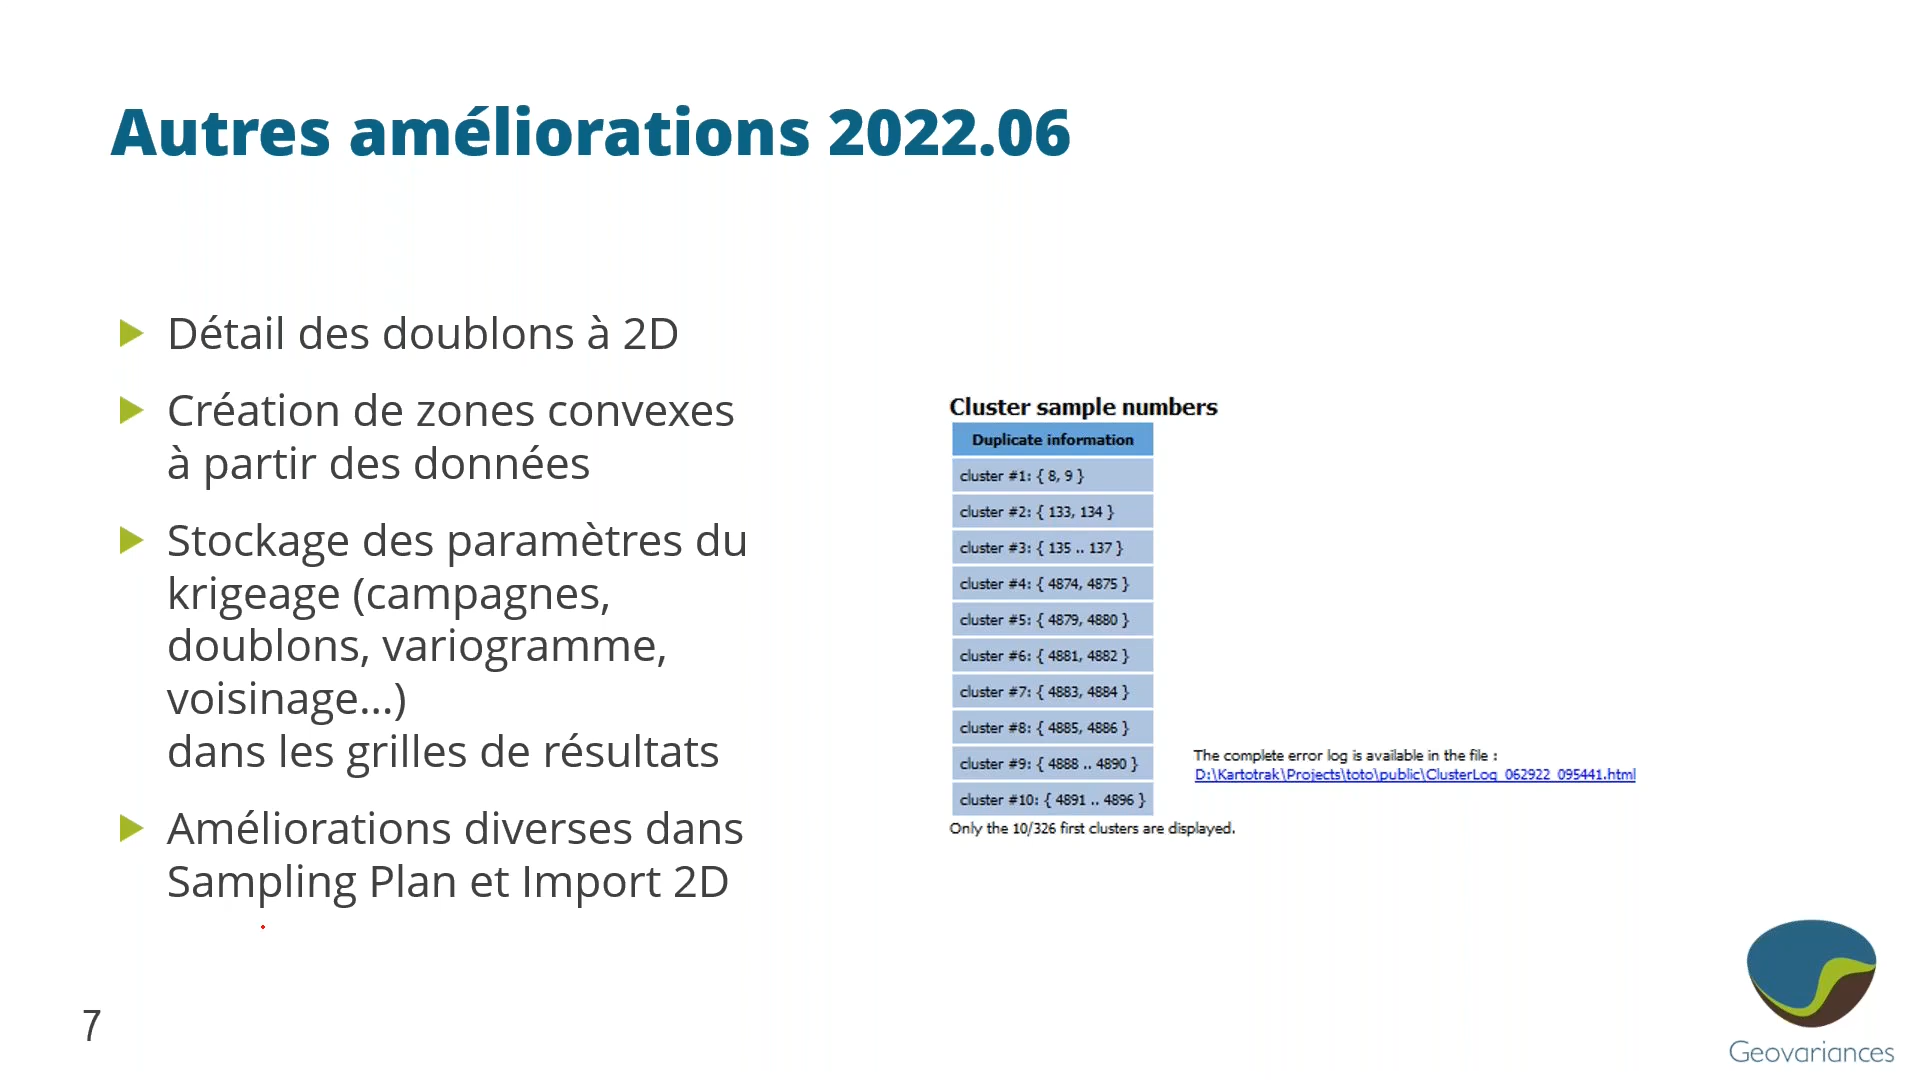 Autres améliorations 2022.06
Détail des doublons à 2D
Création de zones convexes
à partir des données
Stockage des paramètres du
krigeage (campagnes,
doublons, variogramme,
voisinage...)
dans les grilles de résultats
Améliorations diverses dans
Sampling Plan et Import 2D
Cluster sample numbers
Duplicate information
cluster #1: { 8, 9 }
cluster #2: { 133, 134 }
cluster #3: { 135 .. 137 }
cluster #4: { 4874, 4875 }
cluster #5: { 4879, 4880 }
cluster #6: { 4881, 4882 }
cluster #7: { 4883, 4884 }
cluster #8: { 4885, 4886 }
cluster #9: { 4888 .. 4890 }
cluster #10: { 4891 .. 4896 }
Only the 10/326 first clusters are displayed.
The complete error log is available in the file :
D:\Kartotrak\Projects\toto\public\ClusterLog_062922_095441.html
7
Geovariances